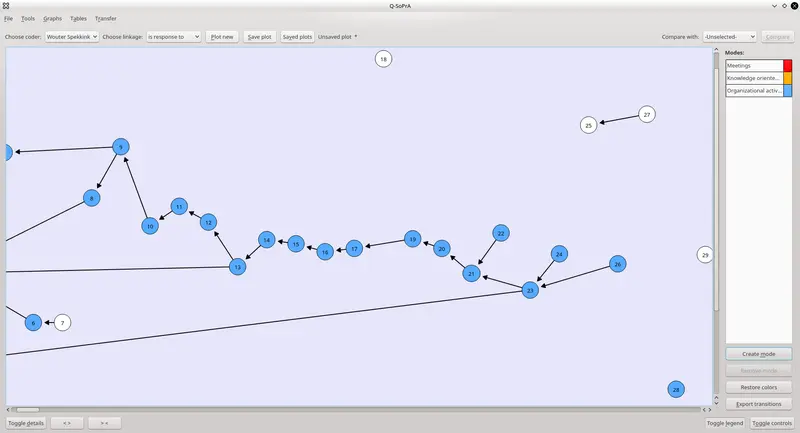 Q-SoPrA
File Tools Graphs Tables Transfer
Choose coder: Wouter Spekkink Choose linkage: is response to Plot new Save plot Sayed plots Unsaved plot * Compare with: -Unselected- Compare
Modes:
Meetings
Knowledge oriente...
Organizational activ...
18
27
25
9
8
11
12
10
14
15
16
17
19
20
22
24
26
21
13
23
29
6
7
28
Create mode
Restore colors
Export transitions
Toggle details < > > < Toggle legend Toggle controls